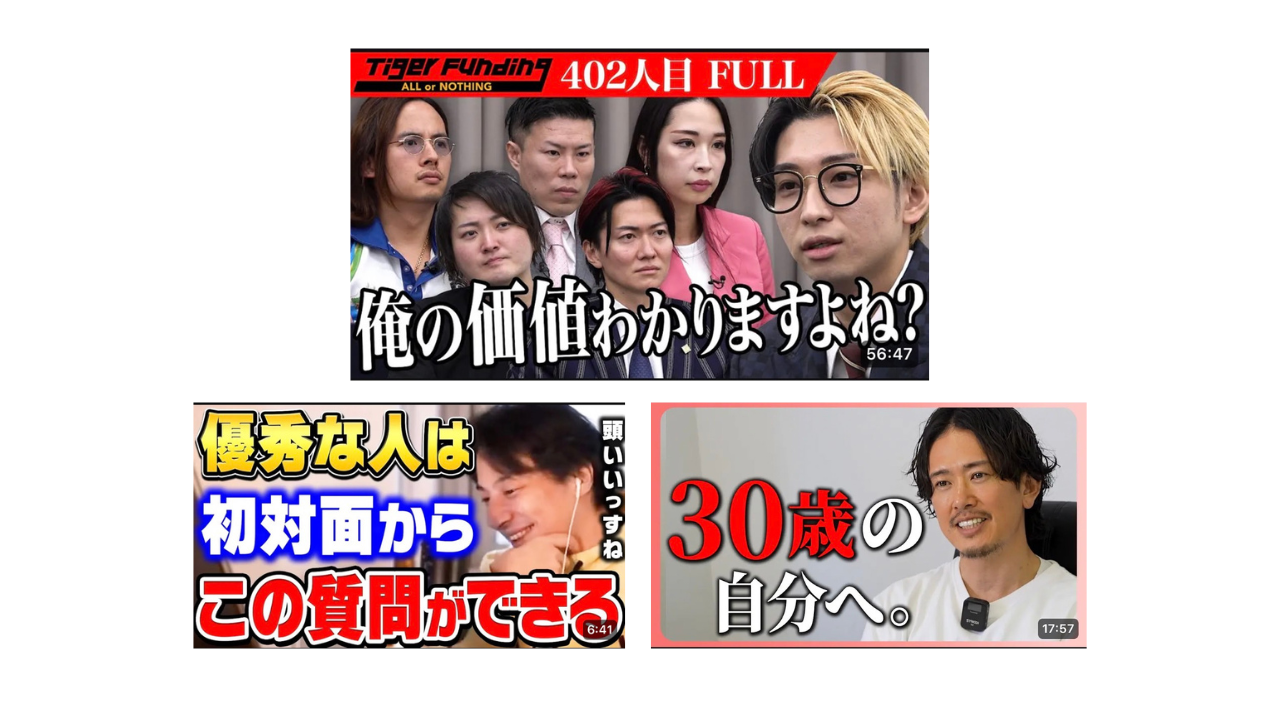 Tiger Funding
ALL or NOTHING
402人目 FULL
俺の価値わかりますよね?
56:47
優秀な人は
初対面から
この質問ができる
頭いいっすね
6:41
30歳の
自分へ。
17:57